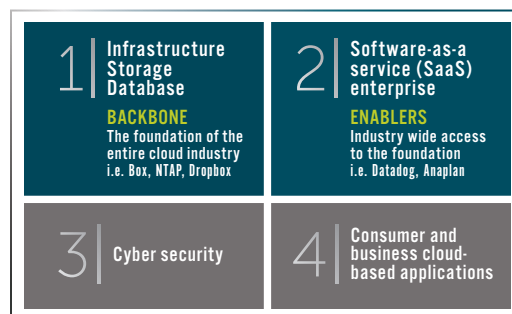 1
Infrastructure
Storage
Database
BACKBONE
The foundation of the
entire cloud industry
i.e. Box, NTAP, Dropbox
2
Software-as-a
service (SaaS)
enterprise
ENABLERS
Industry wide access
to the foundation
i.e. Datadog, Anaplan
3
Cyber security
4
Consumer and
business cloud-
based applications